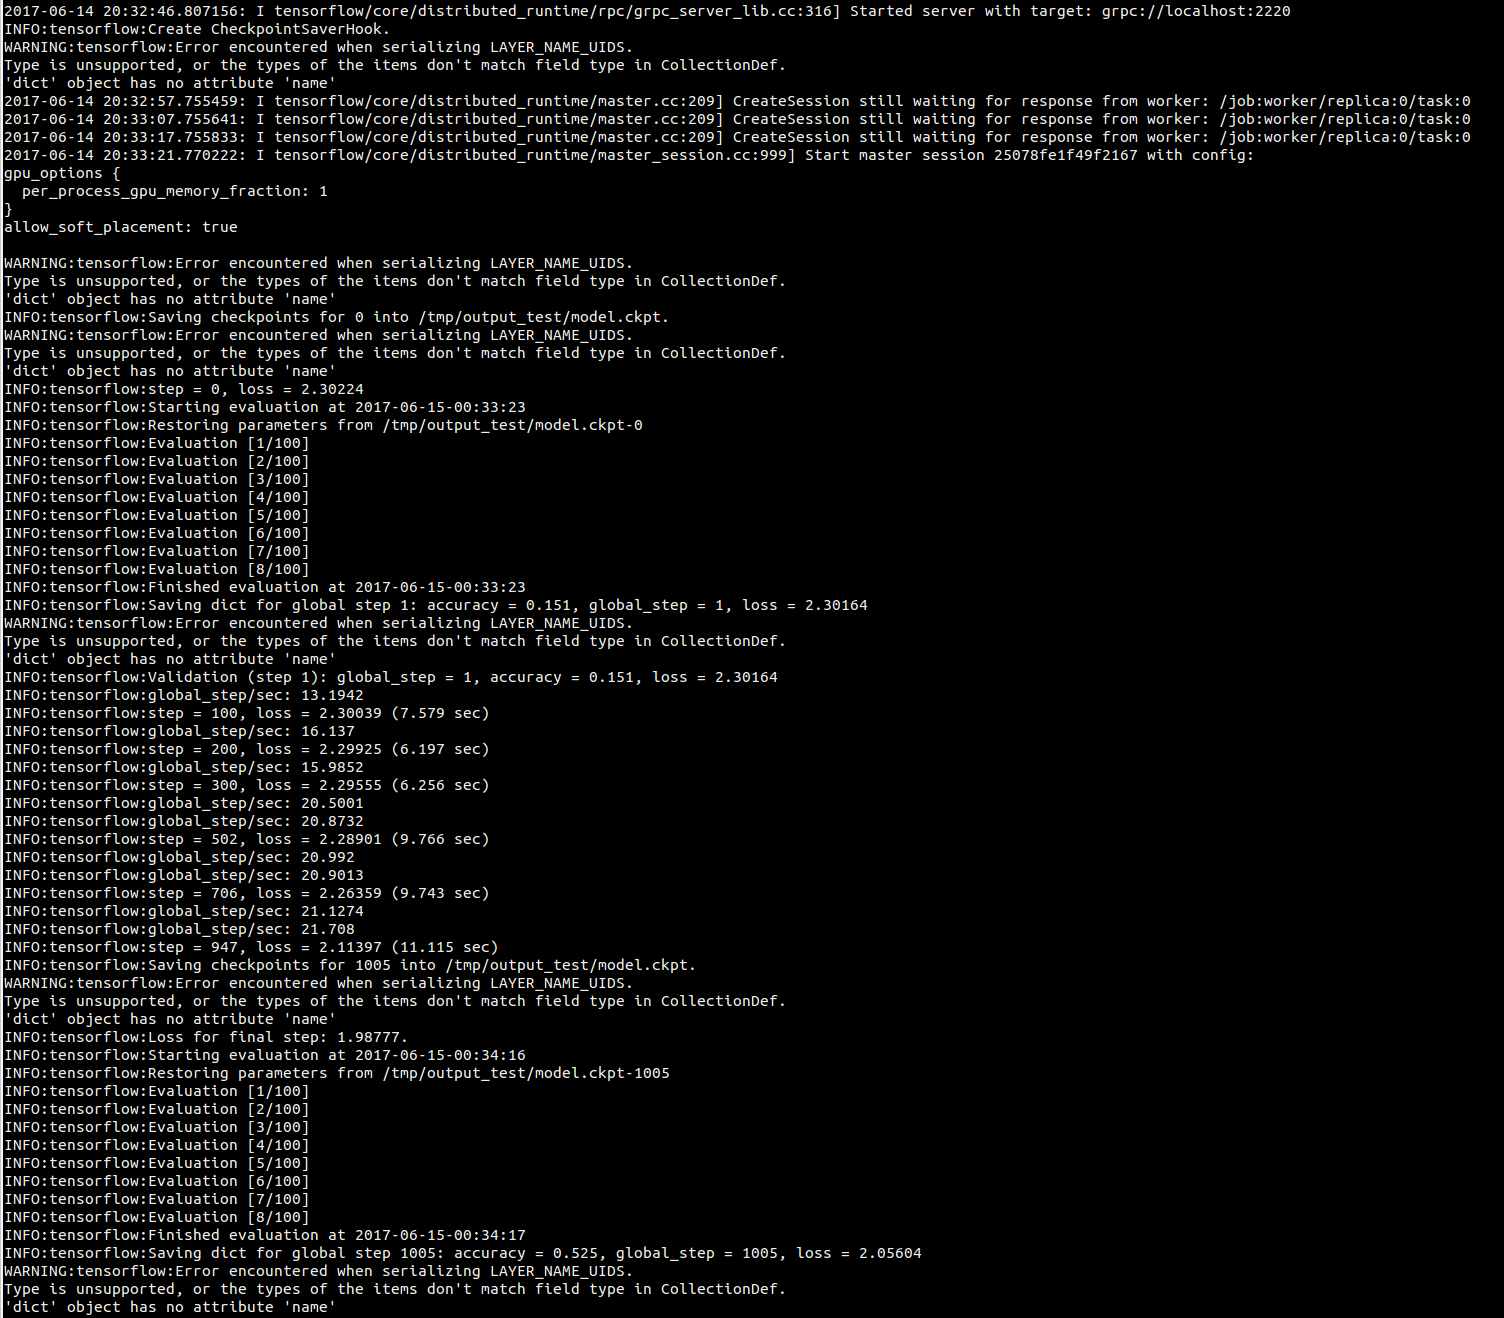 2017-06-14 20:32:46.807156: I tensorflow/core/distributed_runtime/rpc/grpc_server_lib.cc:316] Started server with target: grpc://localhost:2220
INFO:tensorflow:Create CheckpointSaverHook.
WARNING:tensorflow:Error encountered when serializing LAYER_NAME_UIDS.
Type is unsupported, or the types of the items don't match field type in CollectionDef.
'dict' object has no attribute 'name'
2017-06-14 20:32:57.755459: I tensorflow/core/distributed_runtime/master.cc:209] CreateSession still waiting for response from worker: /job:worker/replica:0/task:0
2017-06-14 20:33:07.755641: I tensorflow/core/distributed_runtime/master.cc:209] CreateSession still waiting for response from worker: /job:worker/replica:0/task:0
2017-06-14 20:33:17.755833: I tensorflow/core/distributed_runtime/master.cc:209] CreateSession still waiting for response from worker: /job:worker/replica:0/task:0
2017-06-14 20:33:21.770222: I tensorflow/core/distributed_runtime/master_session.cc:999] Start master session 25078fe1f49f2167 with config:
gpu_options {
  per_process_gpu_memory_fraction: 1
}
allow_soft_placement: true

WARNING:tensorflow:Error encountered when serializing LAYER_NAME_UIDS.
Type is unsupported, or the types of the items don't match field type in CollectionDef.
'dict' object has no attribute 'name'
INFO:tensorflow:Saving checkpoints for 0 into /tmp/output_test/model.ckpt.
WARNING:tensorflow:Error encountered when serializing LAYER_NAME_UIDS.
Type is unsupported, or the types of the items don't match field type in CollectionDef.
'dict' object has no attribute 'name'
INFO:tensorflow:step = 0, loss = 2.30224
INFO:tensorflow:Starting evaluation at 2017-06-15-00:33:23
INFO:tensorflow:Restoring parameters from /tmp/output_test/model.ckpt-0
INFO:tensorflow:Evaluation [1/100]
INFO:tensorflow:Evaluation [2/100]
INFO:tensorflow:Evaluation [3/100]
INFO:tensorflow:Evaluation [4/100]
INFO:tensorflow:Evaluation [5/100]
INFO:tensorflow:Evaluation [6/100]
INFO:tensorflow:Evaluation [7/100]
INFO:tensorflow:Evaluation [8/100]
INFO:tensorflow:Finished evaluation at 2017-06-15-00:33:23
INFO:tensorflow:Saving dict for global step 1: accuracy = 0.151, global_step = 1, loss = 2.30164
WARNING:tensorflow:Error encountered when serializing LAYER_NAME_UIDS.
Type is unsupported, or the types of the items don't match field type in CollectionDef.
'dict' object has no attribute 'name'
INFO:tensorflow:Validation (step 1): global_step = 1, accuracy = 0.151, loss = 2.30164
INFO:tensorflow:global_step/sec: 13.1942
INFO:tensorflow:step = 100, loss = 2.30039 (7.579 sec)
INFO:tensorflow:global_step/sec: 16.137
INFO:tensorflow:step = 200, loss = 2.29925 (6.197 sec)
INFO:tensorflow:global_step/sec: 15.9852
INFO:tensorflow:step = 300, loss = 2.29555 (6.256 sec)
INFO:tensorflow:global_step/sec: 20.5001
INFO:tensorflow:global_step/sec: 20.8732
INFO:tensorflow:step = 502, loss = 2.28901 (9.766 sec)
INFO:tensorflow:global_step/sec: 20.992
INFO:tensorflow:global_step/sec: 20.9013
INFO:tensorflow:step = 706, loss = 2.26359 (9.743 sec)
INFO:tensorflow:global_step/sec: 21.1274
INFO:tensorflow:global_step/sec: 21.708
INFO:tensorflow:step = 947, loss = 2.11397 (11.115 sec)
INFO:tensorflow:Saving checkpoints for 1005 into /tmp/output_test/model.ckpt.
WARNING:tensorflow:Error encountered when serializing LAYER_NAME_UIDS.
Type is unsupported, or the types of the items don't match field type in CollectionDef.
'dict' object has no attribute 'name'
INFO:tensorflow:Loss for final step: 1.98777.
INFO:tensorflow:Starting evaluation at 2017-06-15-00:34:16
INFO:tensorflow:Restoring parameters from /tmp/output_test/model.ckpt-1005
INFO:tensorflow:Evaluation [1/100]
INFO:tensorflow:Evaluation [2/100]
INFO:tensorflow:Evaluation [3/100]
INFO:tensorflow:Evaluation [4/100]
INFO:tensorflow:Evaluation [5/100]
INFO:tensorflow:Evaluation [6/100]
INFO:tensorflow:Evaluation [7/100]
INFO:tensorflow:Evaluation [8/100]
INFO:tensorflow:Finished evaluation at 2017-06-15-00:34:17
INFO:tensorflow:Saving dict for global step 1005: accuracy = 0.525, global_step = 1005, loss = 2.05604
WARNING:tensorflow:Error encountered when serializing LAYER_NAME_UIDS.
Type is unsupported, or the types of the items don't match field type in CollectionDef.
'dict' object has no attribute 'name'